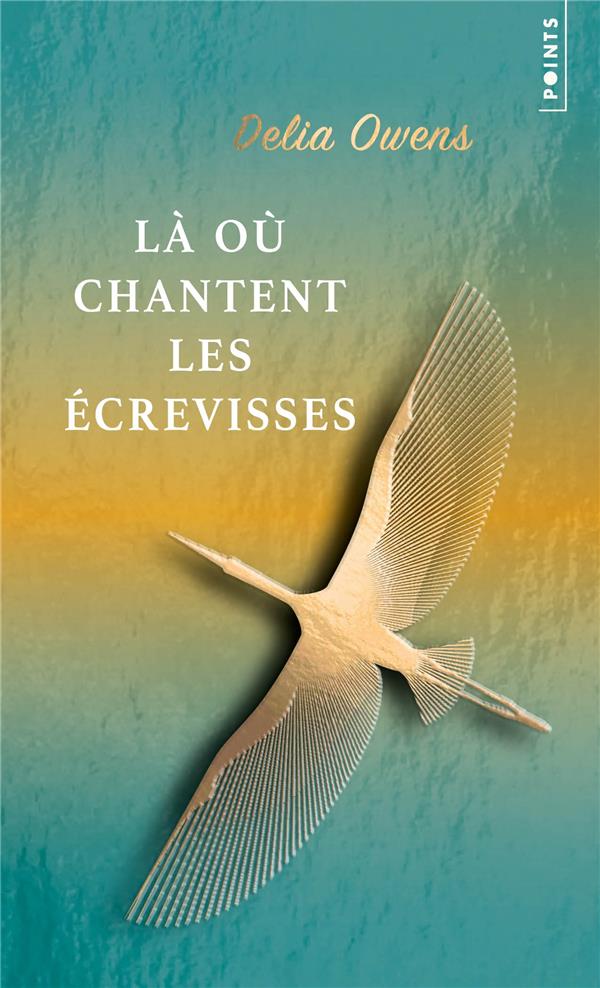 POINTS
Delia Owens
LÀ OÙ
CHANTENT
LES
ÉCREVISSES